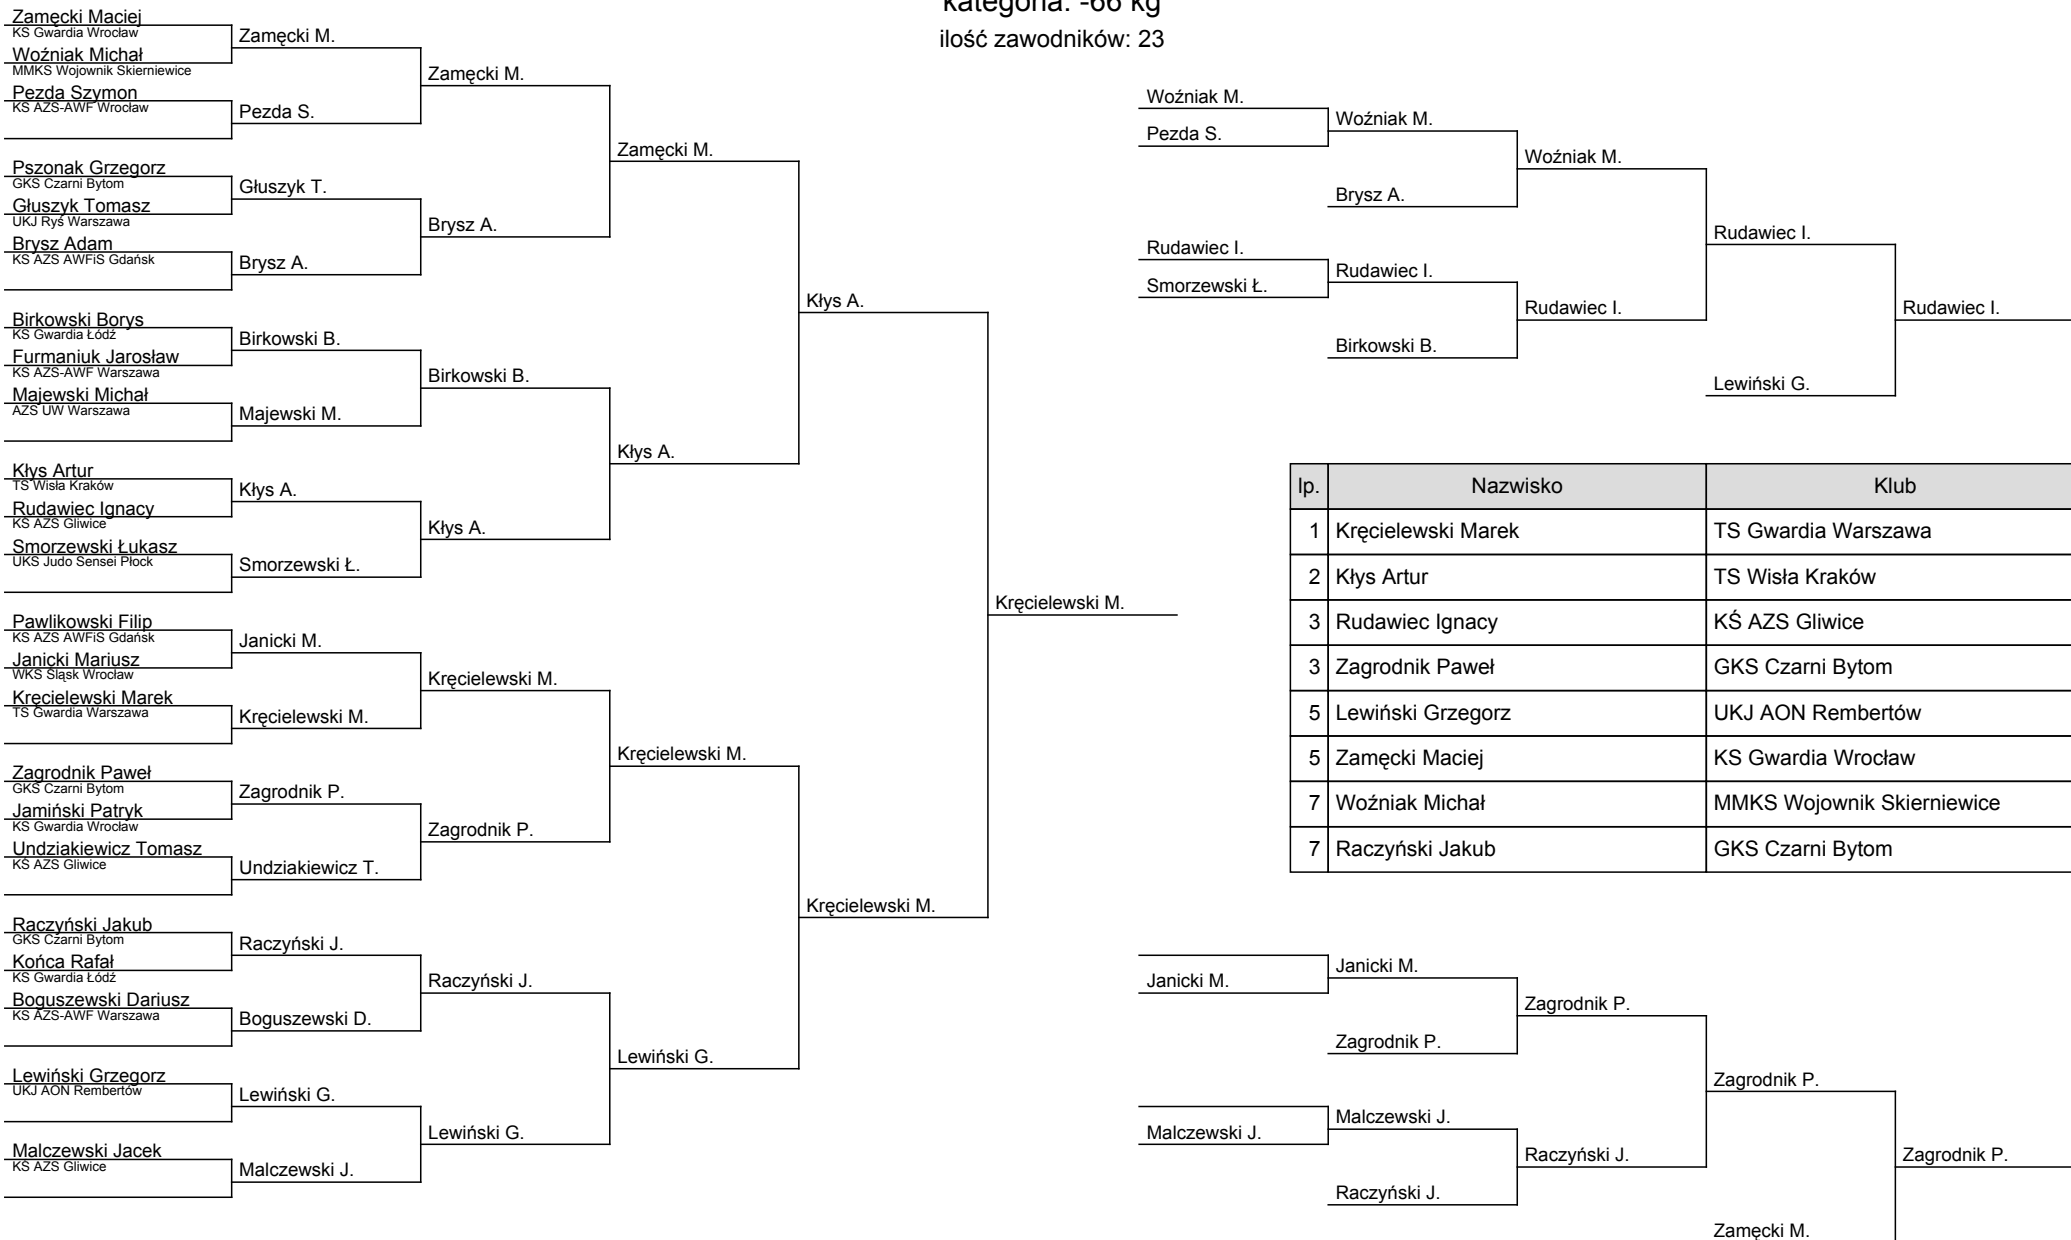 kategoria: -66 kg
ilość zawodników: 23
Zamęcki Maciej
KS Gwardia Wrocław
Woźniak Michał
MMKS Wojownik Skierniewice
Pezda Szymon
KS AZS-AWF Wrocław
Pszonak Grzegorz
GKS Czarni Bytom
Głuszyk Tomasz
UKJ Ryś Warszawa
Brysz Adam
KS AZS AWFiS Gdańsk
Birkowski Borys
KS Gwardia Łódź
Furmaniuk Jarosław
KS AZS-AWF Warszawa
Majewski Michał
AZS UW Warszawa
Kłys Artur
TS Wisła Kraków
Rudawiec Ignacy
KŚ AZS Gliwice
Smorzewski Łukasz
UKS Judo Sensei Płock
Pawlikowski Filip
KS AZS AWFiS Gdańsk
Janicki Mariusz
WKS Śląsk Wrocław
Kręcielewski Marek
TS Gwardia Warszawa
Zagrodnik Paweł
GKS Czarni Bytom
Jamiński Patryk
KS Gwardia Wrocław
Undziakiewicz Tomasz
KŚ AZS Gliwice
Raczyński Jakub
GKS Czarni Bytom
Końca Rafał
KS Gwardia Łódź
Boguszewski Dariusz
KS AZS-AWF Warszawa
Lewiński Grzegorz
UKJ AON Rembertów
Malczewski Jacek
KŚ AZS Gliwice
Zamęcki M.
Pezda S.
Głuszyk T.
Brysz A.
Birkowski B.
Majewski M.
Kłys A.
Smorzewski Ł.
Janicki M.
Kręcielewski M.
Zagrodnik P.
Undziakiewicz T.
Raczyński J.
Boguszewski D.
Lewiński G.
Malczewski J.
Zamęcki M.
Brysz A.
Birkowski B.
Kłys A.
Kręcielewski M.
Zagrodnik P.
Raczyński J.
Lewiński G.
Zamęcki M.
Kłys A.
Kręcielewski M.
Lewiński G.
Kłys A.
Kręcielewski M.
Kręcielewski M.
Woźniak M.
Pezda S.
Rudawiec I.
Smorzewski Ł.
Woźniak M.
Brysz A.
Rudawiec I.
Birkowski B.
Woźniak M.
Rudawiec I.
Rudawiec I.
Lewiński G.
Rudawiec I.
lp. Nazwisko Klub
1 Kręcielewski Marek TS Gwardia Warszawa
2 Kłys Artur TS Wisła Kraków
3 Rudawiec Ignacy KŚ AZS Gliwice
3 Zagrodnik Paweł GKS Czarni Bytom
5 Lewiński Grzegorz UKJ AON Rembertów
5 Zamęcki Maciej KS Gwardia Wrocław
7 Woźniak Michał MMKS Wojownik Skierniewice
7 Raczyński Jakub GKS Czarni Bytom
Janicki M.
Malczewski J.
Janicki M.
Zagrodnik P.
Malczewski J.
Raczyński J.
Zagrodnik P.
Raczyński J.
Zagrodnik P.
Zamęcki M.
Zagrodnik P.